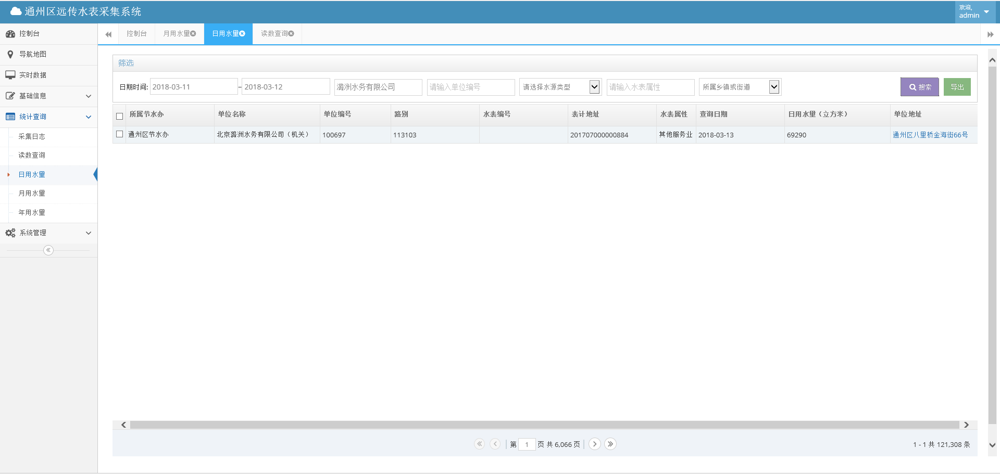 通州区远传水表采集系统
欢迎,
admin
控制台
导航地图
实时数据
基础信息
统计查询
采集日志
读数查询
日用水量
月用水量
年用水量
系统管理
控制台 月用水量 日用水量 读数查询
筛选
日期时间: 2018-03-11 – 2018-03-12 潞洲水务有限公司 请输入单位编号 请选择水源类型 请输入水表属性 所属乡镇或街道 搜索 导出
所属节水办 单位名称 单位编号 路别 水表编号 表计地址 水表属性 查询日期 日用水量（立方米） 单位地址
通州区节水办 北京潞洲水务有限公司（机关） 100697 113103 201707000000884 其他服务业 2018-03-13 69290 通州区八里桥金海街66号
第 1 页 共 6,066 页
1 - 1 共 121,308 条